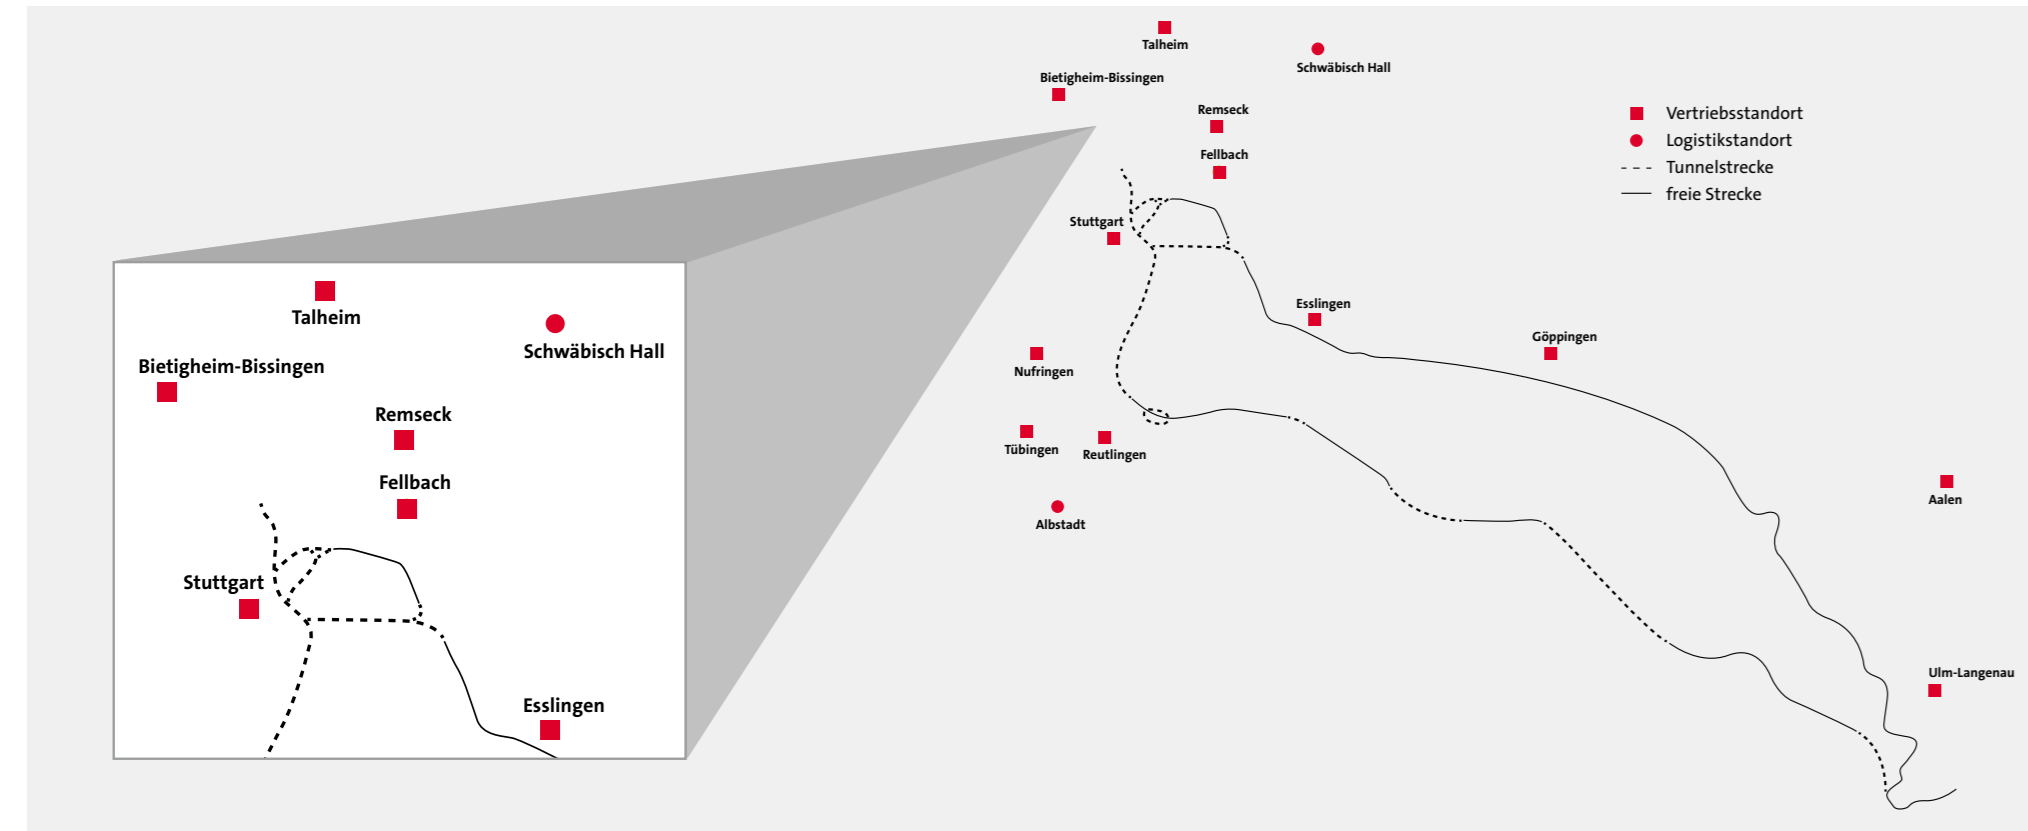 Talheim
Schwäbisch Hall
Bietigheim-Bissingen
Remseck
Fellbach
Stuttgart
Esslingen
Göppingen
Nufringen
Tübingen
Reutlingen
Albstadt
Aalen
Ulm-Langenau
Vertriebsstandort
Logistikstandort
Tunnelstrecke
freie Strecke
Talheim
Schwäbisch Hall
Bietigheim-Bissingen
Remseck
Fellbach
Stuttgart
Esslingen